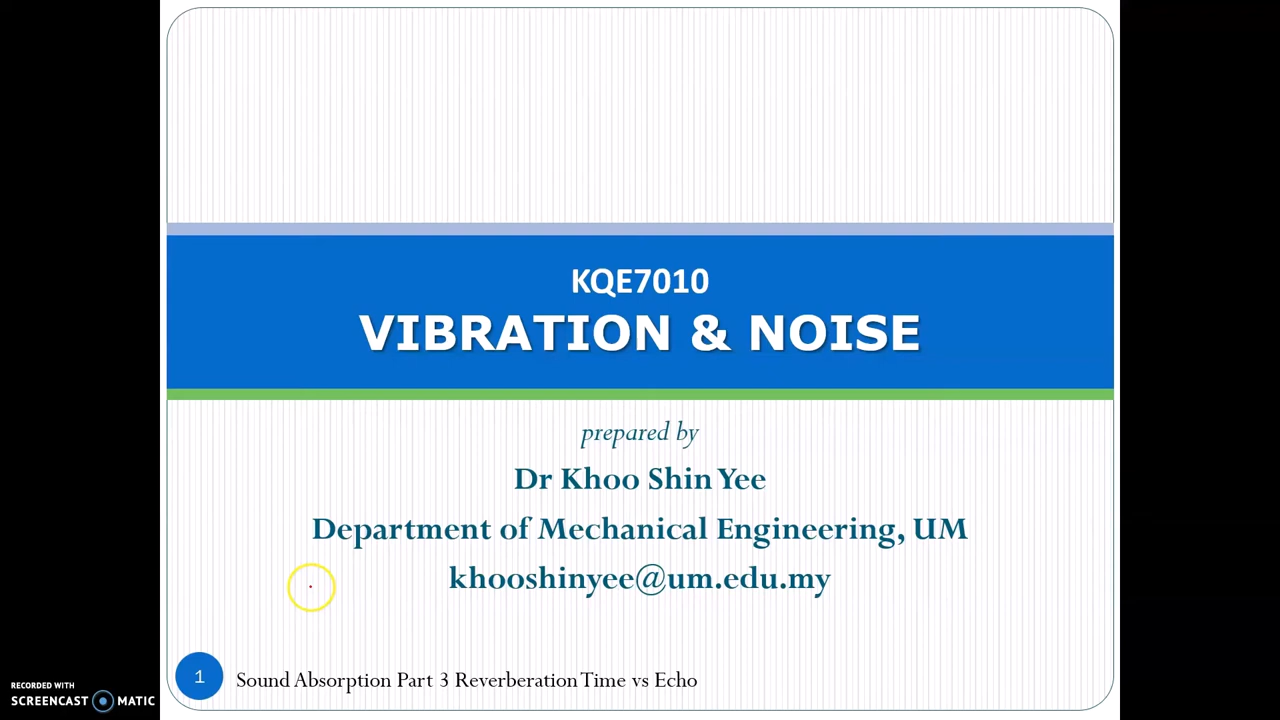 KQE7010
VIBRATION & NOISE
prepared by
Dr Khoo Shin Yee
Department of Mechanical Engineering, UM
khooshinyee@um.edu.my
1
Sound Absorption Part 3 Reverberation Time vs Echo
RECORDED WITH
SCREENCAST MATIC